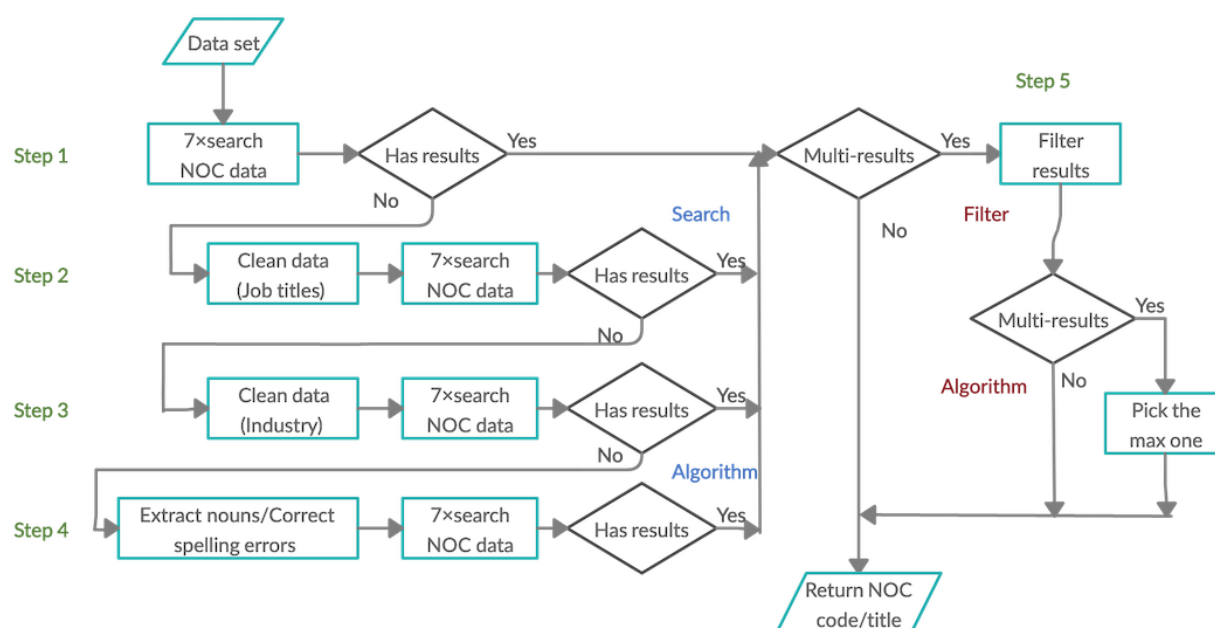 Data set
Step 5
Step 1
7×search
NOC data
Has results
Yes
No
Multi-results
Yes
No
Filter
results
Search
Filter
Step 2
Clean data
(Job titles)
7×search
NOC data
Has results
Yes
No
Multi-results
Yes
No
Step 3
Clean data
(Industry)
7×search
NOC data
Has results
Yes
No
Algorithm
Pick the
max one
Algorithm
Step 4
Extract nouns/Correct
spelling errors
7×search
NOC data
Has results
Yes
Return NOC
code/title